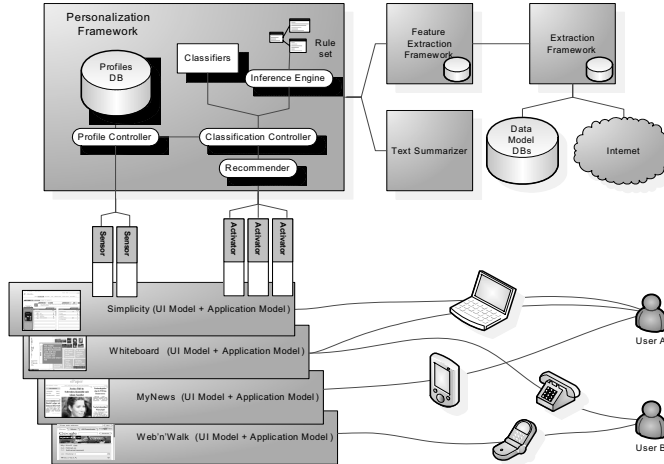 Personalization
Framework
Profiles
DB
Classifiers
Rule
set
Inference Engine
Profile Controller
Classification Controller
Recommender
Feature
Extraction
Framework
Extraction
Framework
Text Summarizer
Data
Model
DBs
Internet
Sensor
Sensor
Activator
Activator
Activator
Simplicity (UI Model + Application Model)
Whiteboard (UI Model + Application Model)
MyNews (UI Model + Application Model)
Web'n'Walk (UI Model + Application Model)
User A
User B